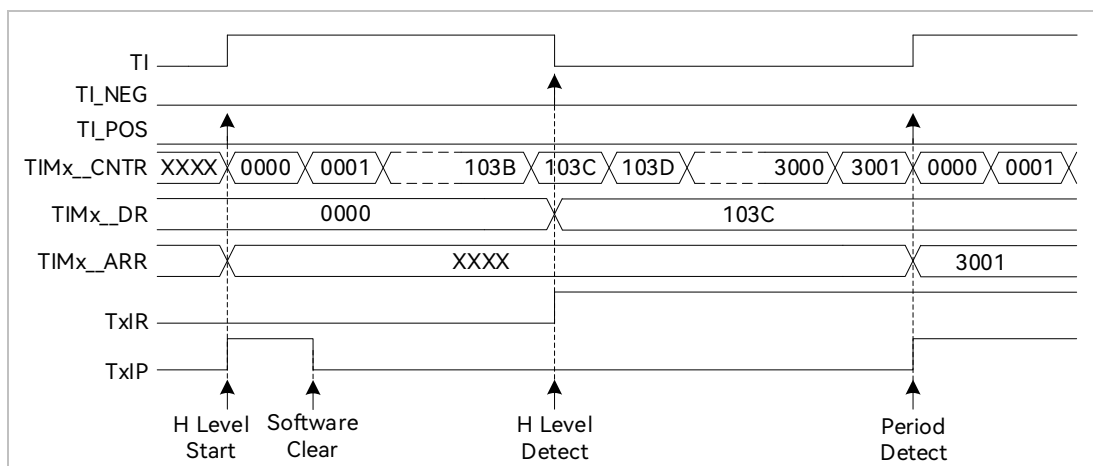 TI
TI_NEG
TI_POS
TIMx__CNTR XXXX 0000 0001 103B 103C 103D 3000 3001 0000 0001
TIMx__DR 0000 103C
TIMx__ARR XXXX 3001
TxIR
TxIP
H Level Software H Level Period
Start Clear Detect Detect